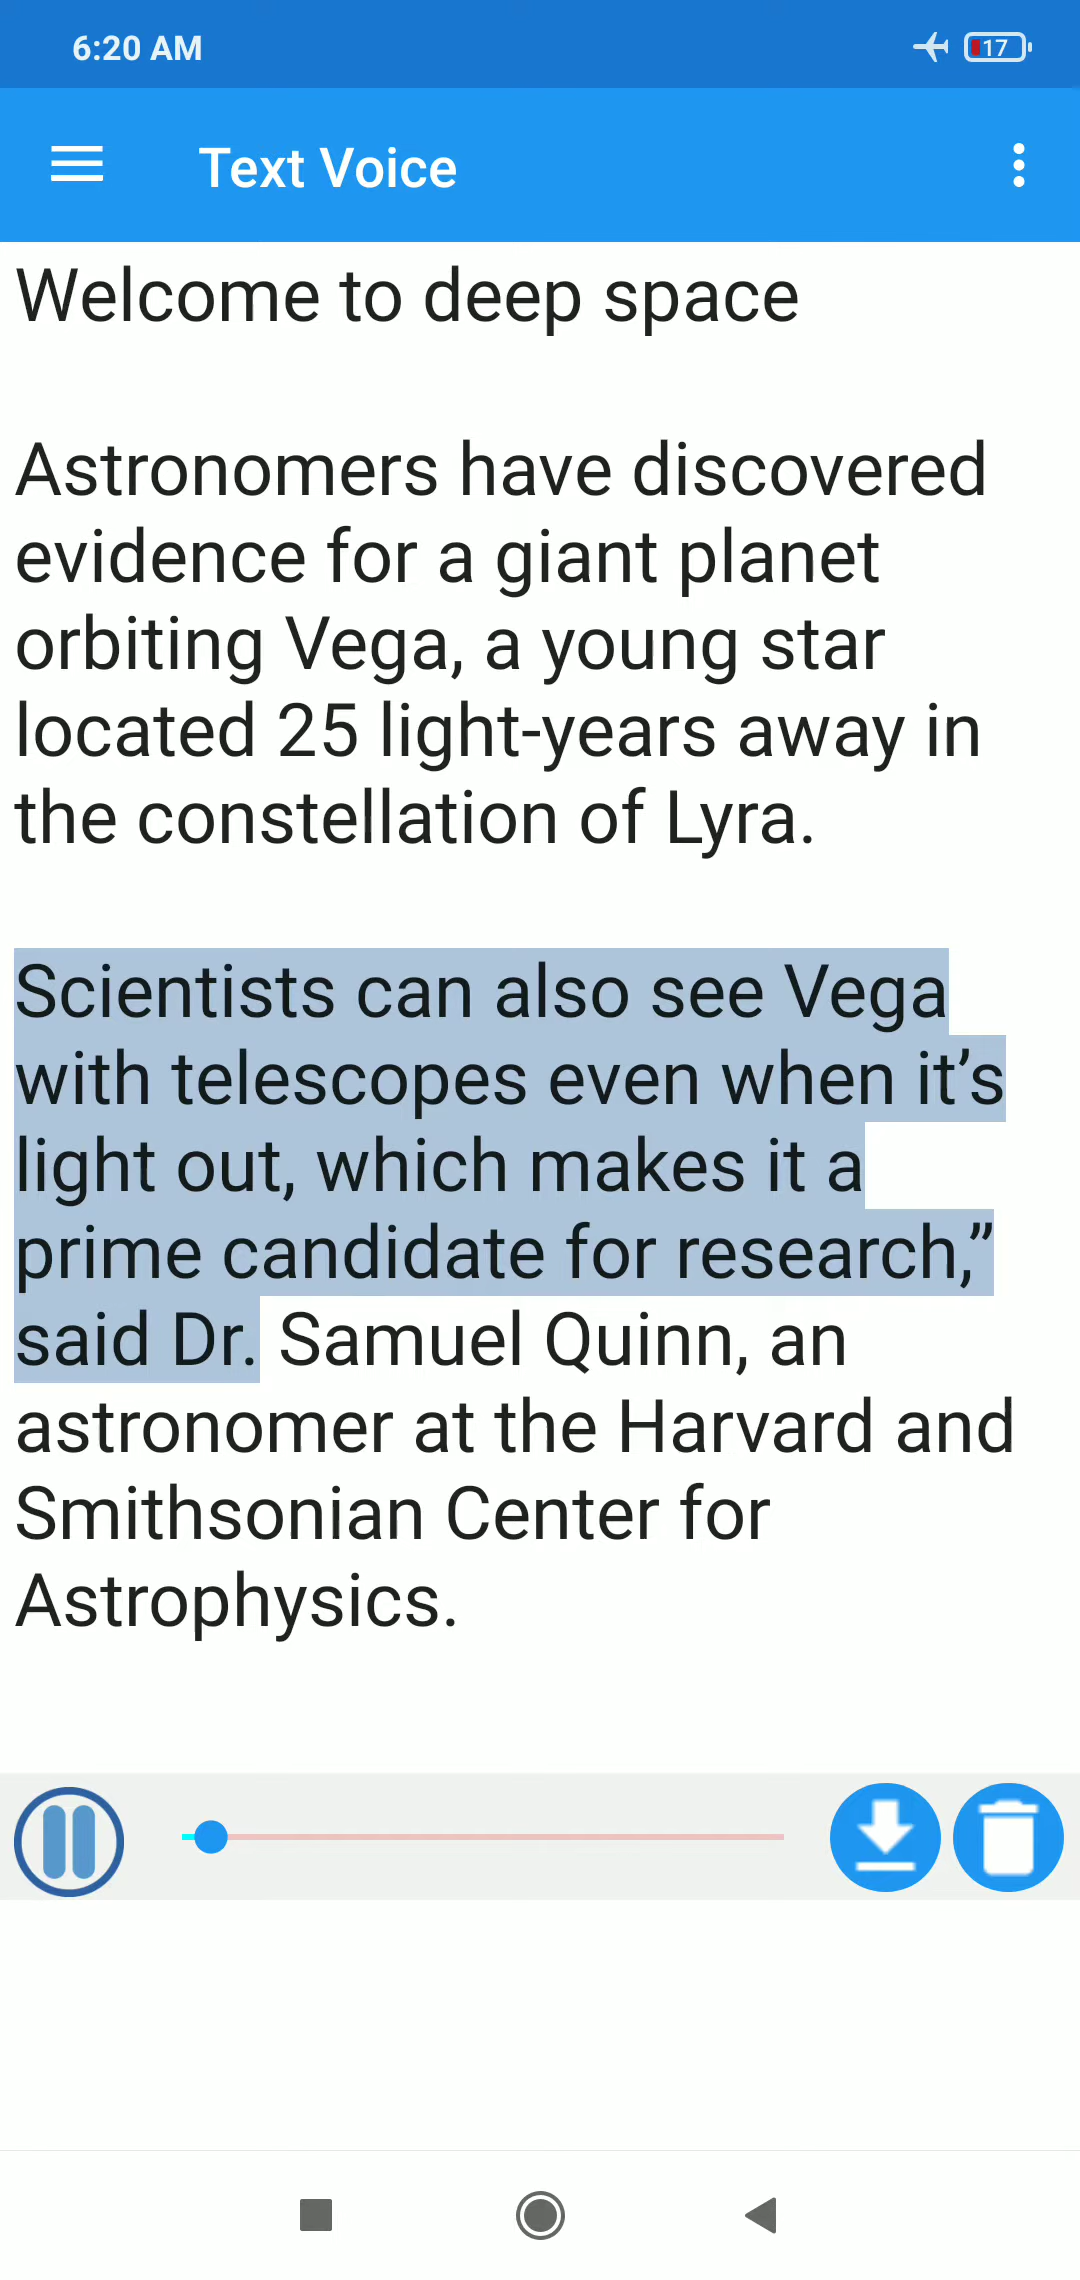 6:20 AM
17
Text Voice
Welcome to deep space
Astronomers have discovered
evidence for a giant planet
orbiting Vega, a young star
located 25 light-years away in
the constellation of Lyra.
Scientists can also see Vega
with telescopes even when it’s
light out, which makes it a
prime candidate for research,”
said Dr. Samuel Quinn, an
astronomer at the Harvard and
Smithsonian Center for
Astrophysics.